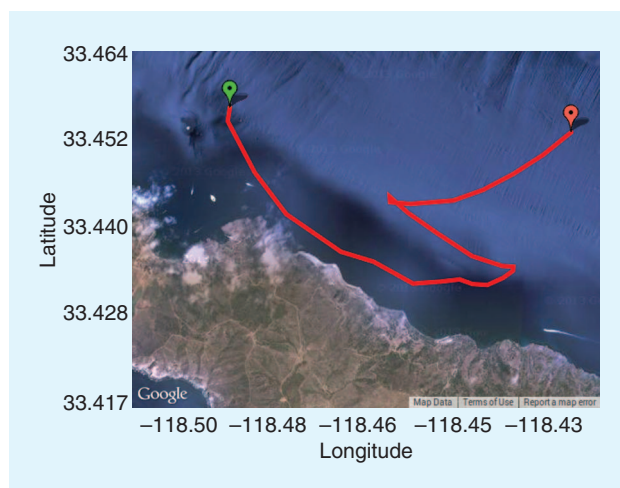 33.464
33.452
33.440
33.428
33.417
Latitude
Google
Map Data | Terms of Use | Report a map error
–118.50 –118.48 –118.46 –118.45 –118.43
Longitude